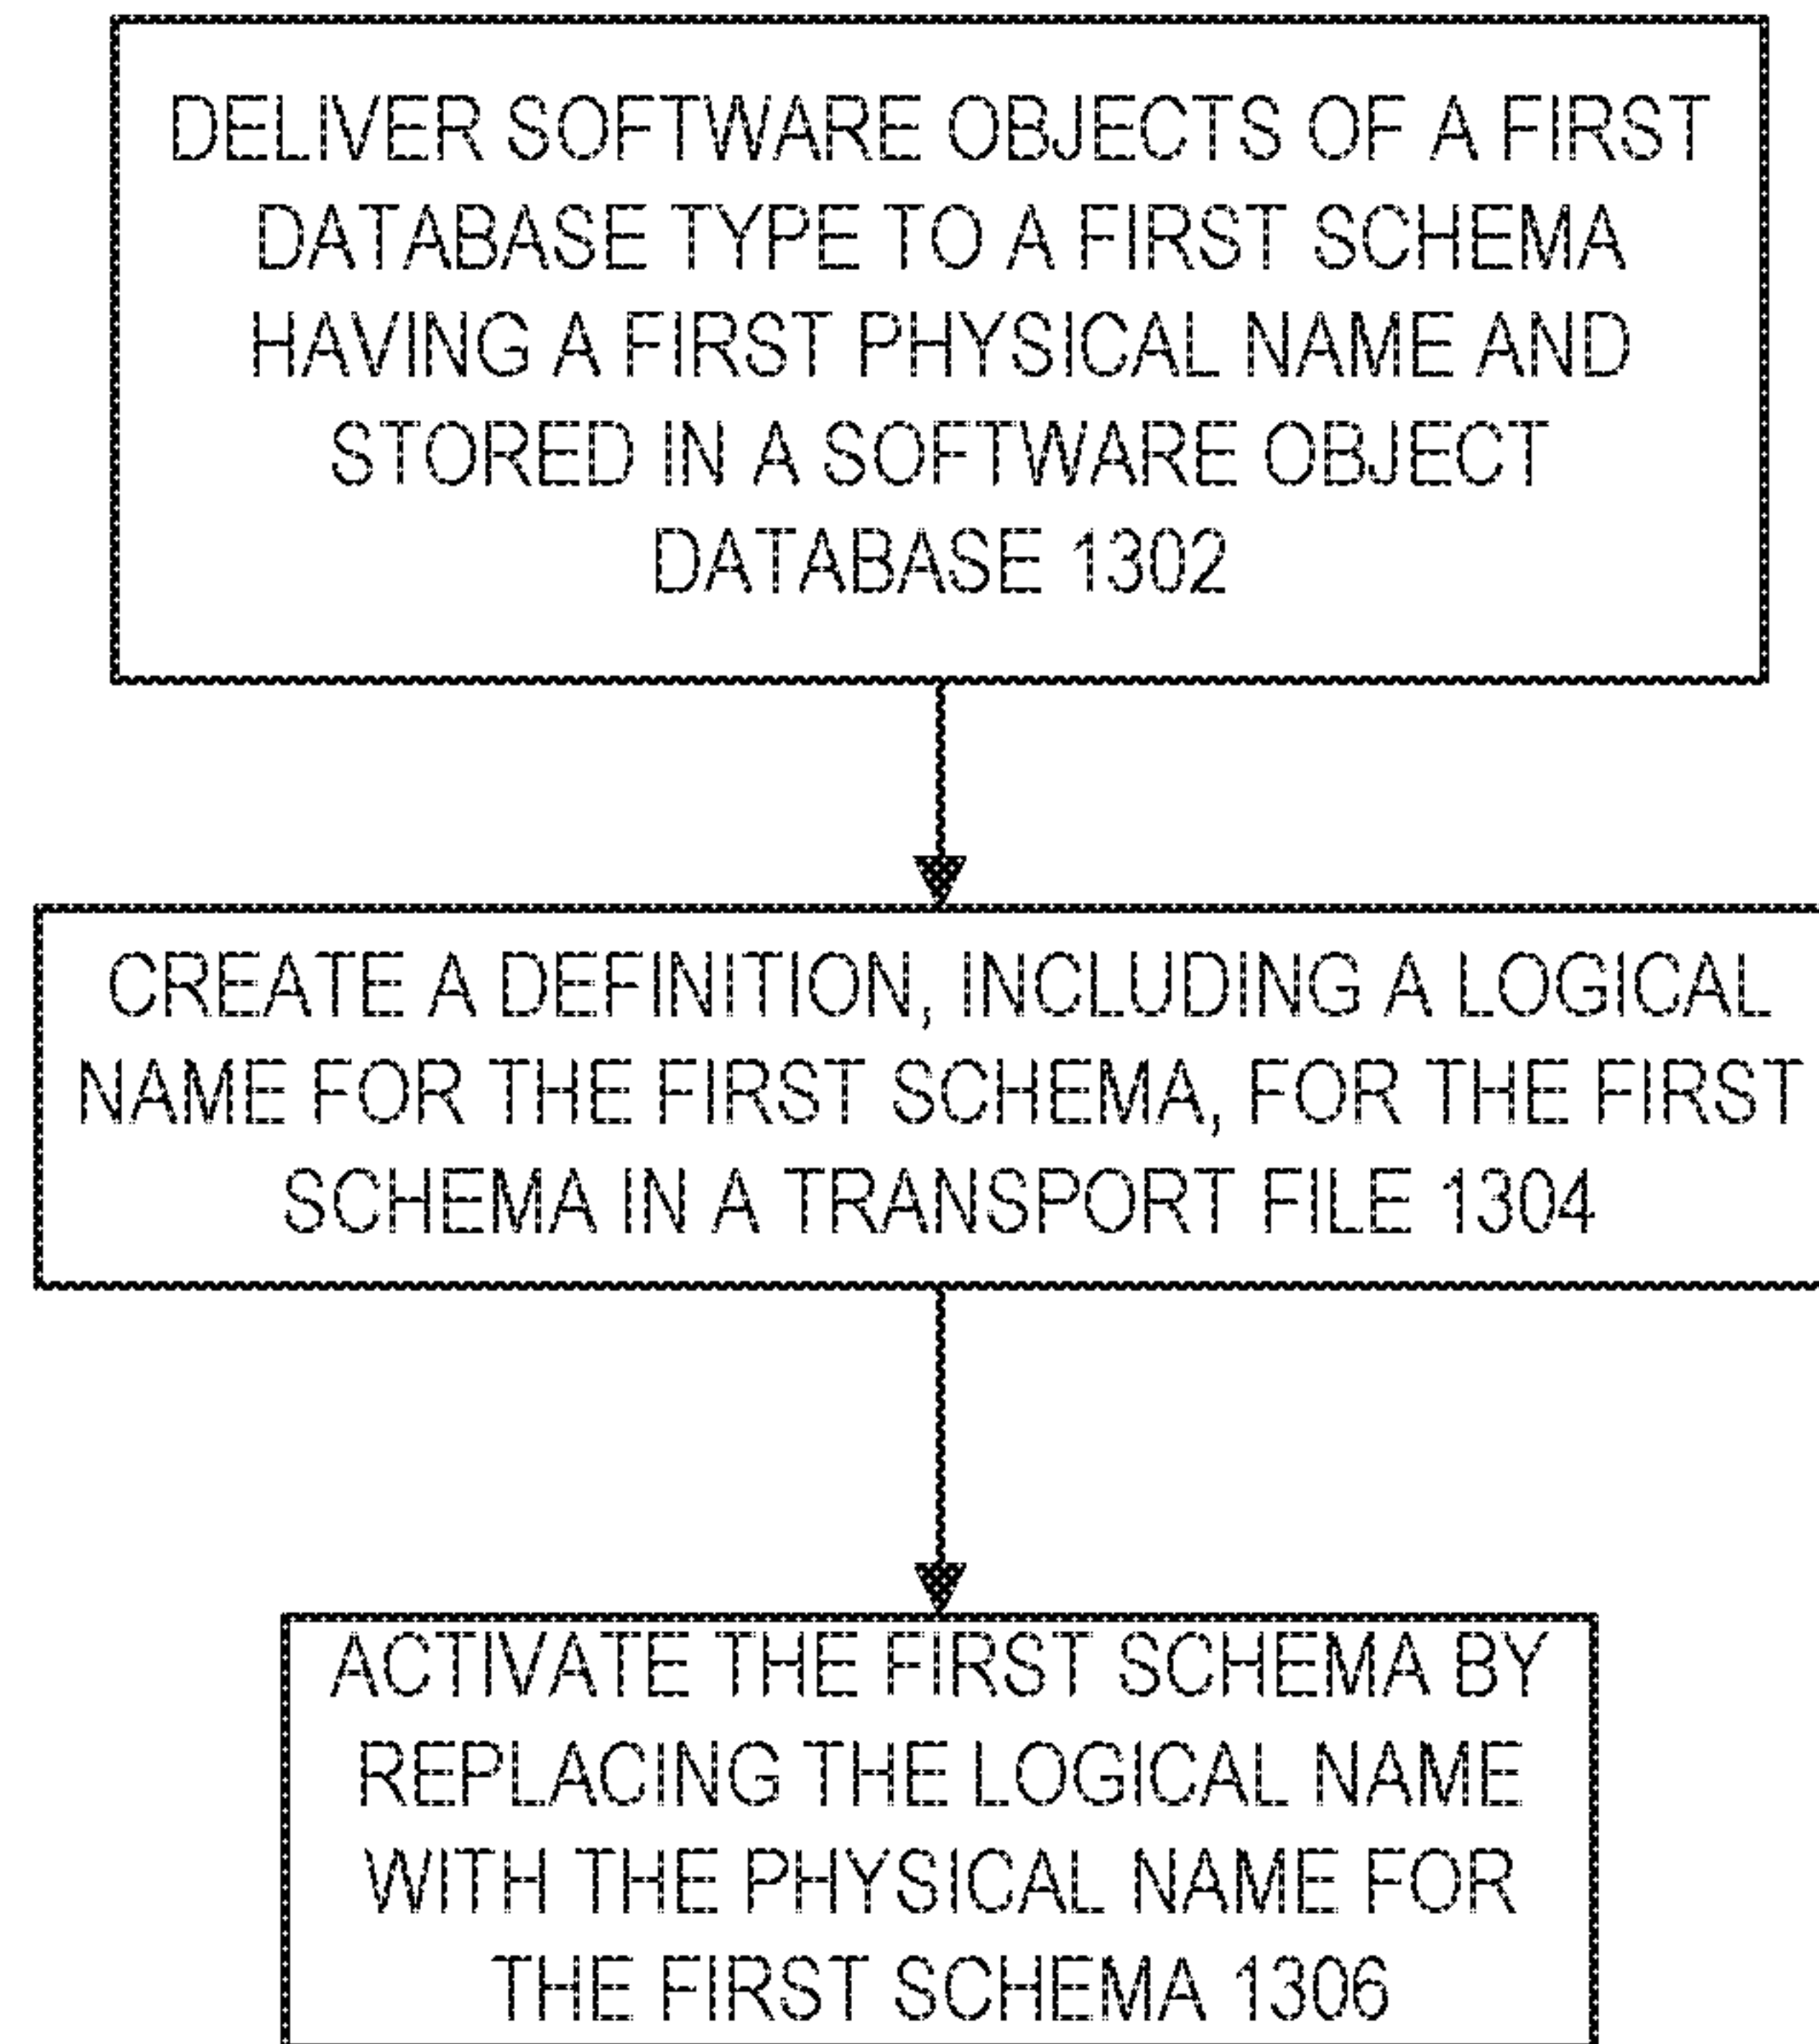 DELIVER SOFTWARE OBJECTS OF A FIRST
DATABASE TYPE TO A FIRST SCHEMA
HAVING A FIRST PHYSICAL NAME AND
STORED IN A SOFTWARE OBJECT
DATABASE 1302
CREATE A DEFINITION, INCLUDING A LOGICAL
NAME FOR THE FIRST SCHEMA, FOR THE FIRST
SCHEMA IN A TRANSPORT FILE 1304
ACTIVATE THE FIRST SCHEMA BY
REPLACING THE LOGICAL NAME
WITH THE PHYSICAL NAME FOR
THE FIRST SCHEMA 1306